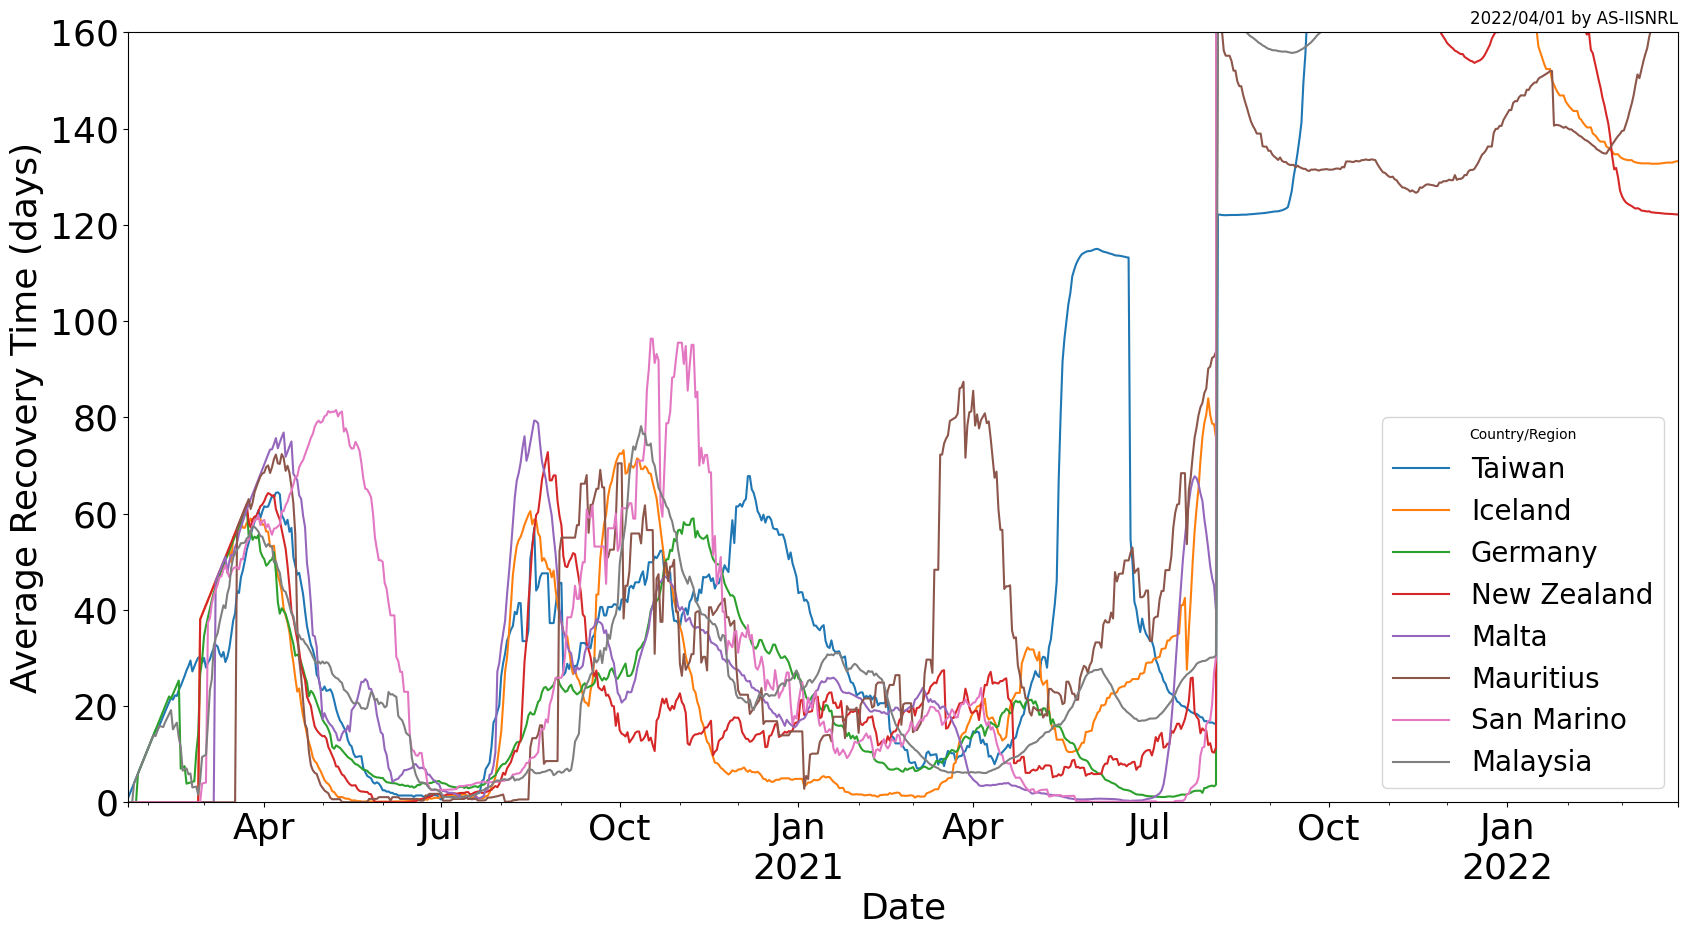 2022/04/01 by AS-IISNRL
160
140
120
100
80
60
40
20
0
Average Recovery Time (days)
Country/Region
Taiwan
Iceland
Germany
New Zealand
Malta
Mauritius
San Marino
Malaysia
Apr
Jul
Oct
Jan
2021
Apr
Jul
Oct
Jan
2022
Date